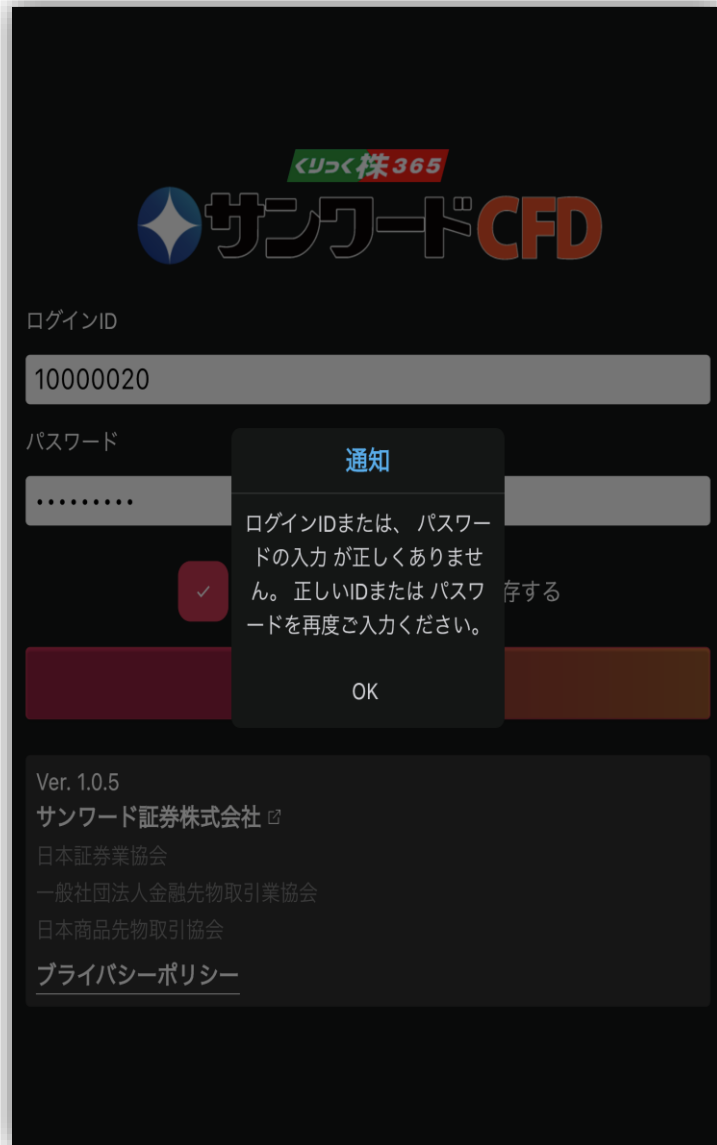 くりっく株365
サンワードCFD
ログインID
10000020
パスワード
•••••••••
通知
ログインIDまたは、 パスワー
ドの入力 が正しくありませ
ん。 正しいIDまたは パスワ
ードを再度ご入力ください。
存する
OK
Ver. 1.0.5
サンワード証券株式会社
日本証券業協会
一般社団法人金融先物取引業協会
日本商品先物取引協会
プライバシーポリシー